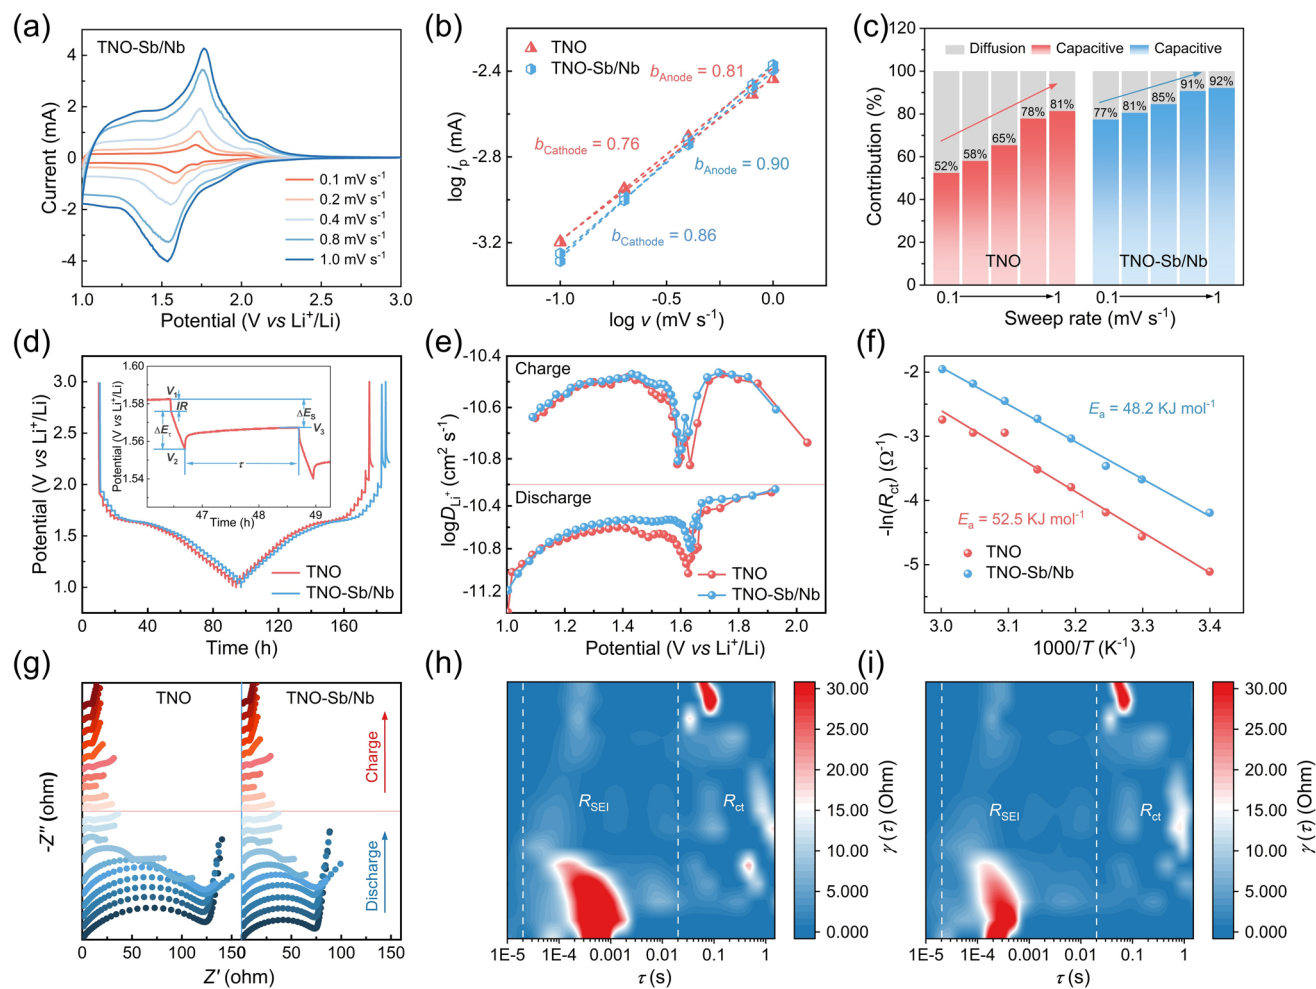 (a)
TNO-Sb/Nb
4
2
0
-2
-4
Current (mA)
0.1 mV s⁻¹
0.2 mV s⁻¹
0.4 mV s⁻¹
0.8 mV s⁻¹
1.0 mV s⁻¹
1.0 1.5 2.0 2.5 3.0
Potential (V vs Li⁺/Li)
(b)
TNO
TNO-Sb/Nb
-2.4
-2.8
-3.2
log iₚ (mA)
b_Anode = 0.81
b_Cathode = 0.76
b_Anode = 0.90
b_Cathode = 0.86
-1.0 -0.5 0.0
log v (mV s⁻¹)
(c)
120
100
80
60
40
20
0
Contribution (%)
Diffusion Capacitive Capacitive
52% 58% 65% 78% 81%
77% 81% 85% 91% 92%
TNO TNO-Sb/Nb
0.1 1 0.1 1
Sweep rate (mV s⁻¹)
(d)
3.0
2.5
2.0
1.5
1.0
Potential (V vs Li⁺/Li)
1.60
1.58
1.56
1.54
Potential (V vs Li⁺/Li)
V₁
IR
ΔE_τ
V₂
ΔE_S
V₃
τ
47 48 49
Time (h)
TNO
TNO-Sb/Nb
0 40 80 120 160
Time (h)
(e)
-10.4
-10.6
-10.8
-10.4
-10.8
-11.2
logD_Li⁺ (cm² s⁻¹)
Charge
Discharge
TNO
TNO-Sb/Nb
1.0 1.2 1.4 1.6 1.8 2.0
Potential (V vs Li⁺/Li)
(f)
-2
-3
-4
-5
-ln(R_ct) (Ω⁻¹)
Eₐ = 48.2 KJ mol⁻¹
Eₐ = 52.5 KJ mol⁻¹
TNO
TNO-Sb/Nb
3.0 3.1 3.2 3.3 3.4
1000/T (K⁻¹)
(g)
TNO TNO-Sb/Nb
Charge
Discharge
-Z″ (ohm)
0 50 100 150 0 50 100 150
Z′ (ohm)
(h)
R_SEI
R_ct
1E-5 1E-4 0.001 0.01 0.1 1
τ (s)
30.00
25.00
20.00
15.00
10.00
5.000
0.000
γ (τ) (Ohm)
(i)
R_SEI
R_ct
1E-5 1E-4 0.001 0.01 0.1 1
τ (s)
30.00
25.00
20.00
15.00
10.00
5.000
0.000
γ (τ) (Ohm)